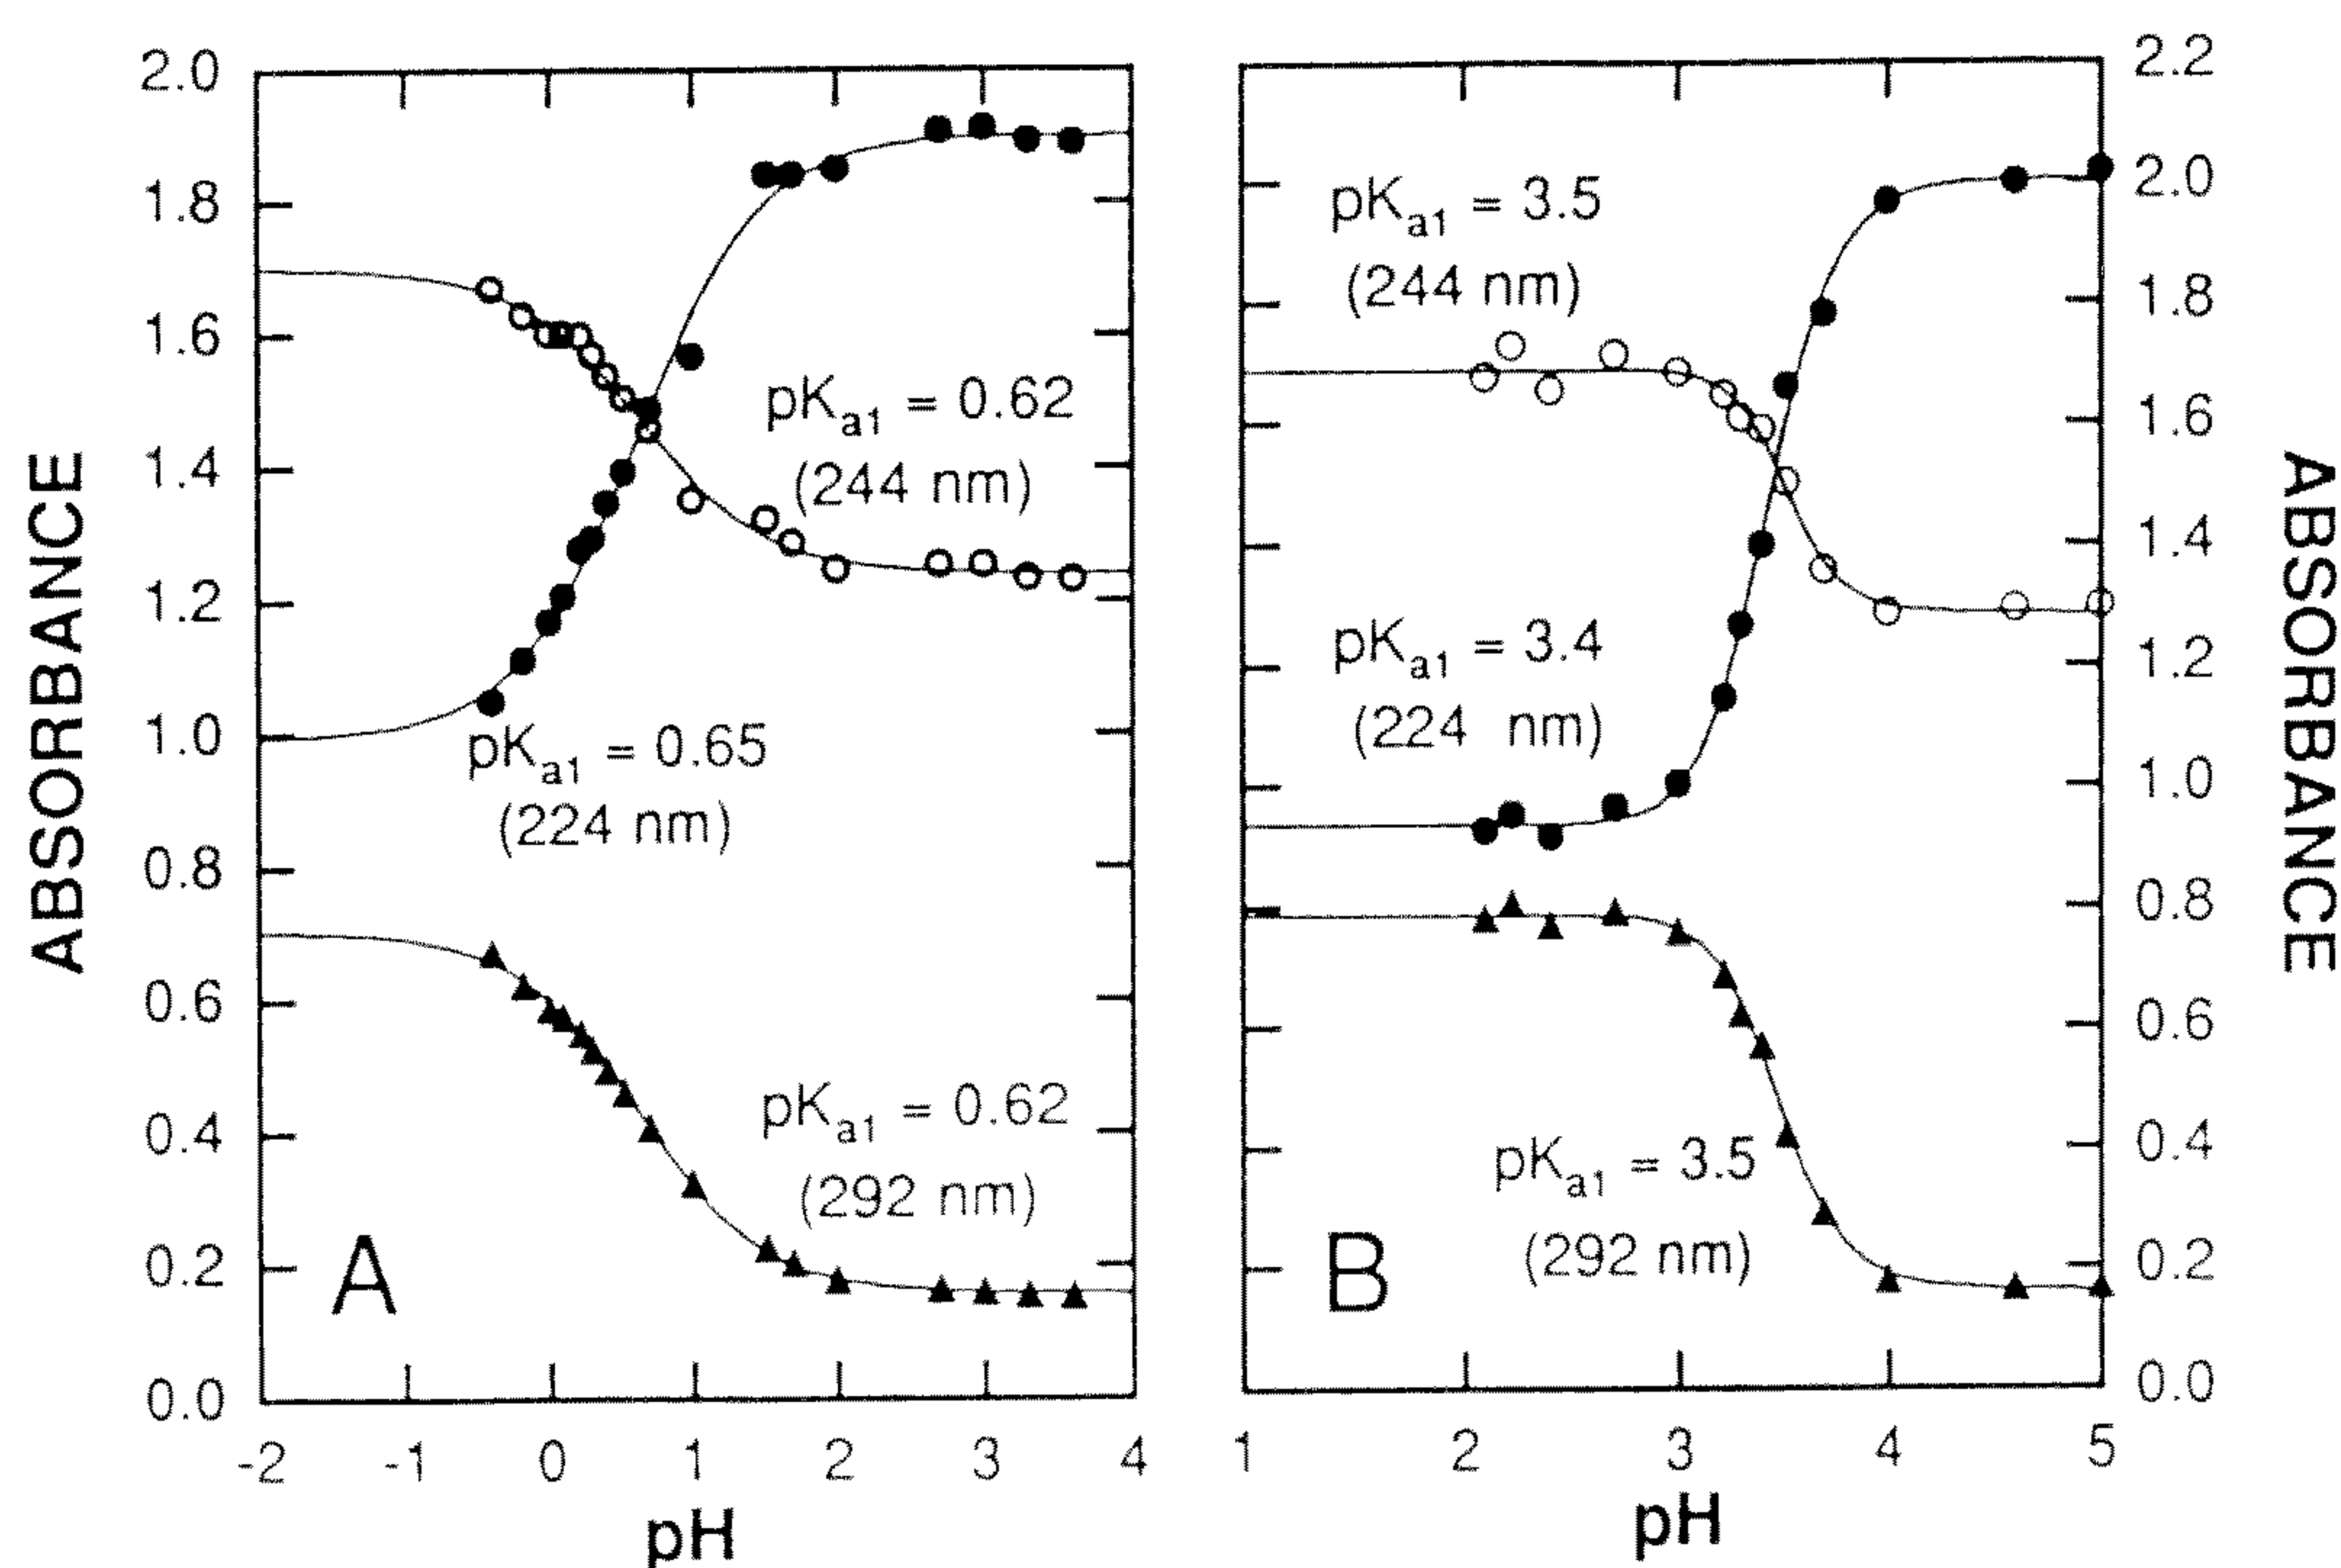 ABSORBANCE
2.0
1.8
1.6
1.4
1.2
1.0
0.8
0.6
0.4
0.2
0.0
pKa1 = 0.62
(244 nm)
pKa1 = 0.65
(224 nm)
pKa1 = 0.62
(292 nm)
A
-2 -1 0 1 2 3 4
pH
pKa1 = 3.5
(244 nm)
pKa1 = 3.4
(224 nm)
pKa1 = 3.5
(292 nm)
B
1 2 3 4 5
pH
2.2
2.0
1.8
1.6
1.4
1.2
1.0
0.8
0.6
0.4
0.2
0.0
ABSORBANCE